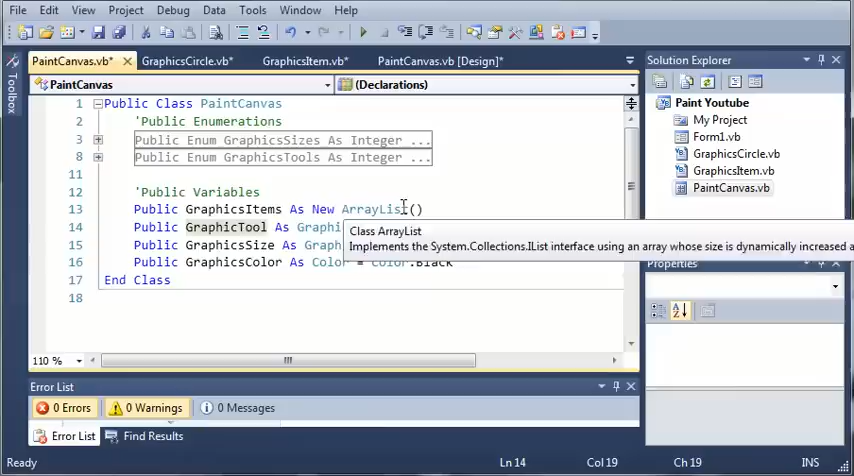 File Edit View Project Debug Data Tools Window Help
PaintCanvas.vb* GraphicsCircle.vb* GraphicsItem.vb* PaintCanvas.vb [Design]*
PaintCanvas (Declarations)
Toolbox
1 Public Class PaintCanvas
2 'Public Enumerations
3 Public Enum GraphicsSizes As Integer ...
8 Public Enum GraphicsTools As Integer ...
11
12 'Public Variables
13 Public GraphicsItems As New ArrayList()
14 Public GraphicTool As Graphi
15 Public GraphicsSize As Graph
16 Public GraphicsColor As Color = Color.Black
17 End Class
18
Class ArrayList
Implements the System.Collections.IList interface using an array whose size is dynamically increased a
110 %
Solution Explorer
Paint Youtube
My Project
Form1.vb
GraphicsCircle.vb
GraphicsItem.vb
PaintCanvas.vb
Properties
Error List
0 Errors 0 Warnings 0 Messages
Error List Find Results
Ready Ln 14 Col 19 Ch 19 INS